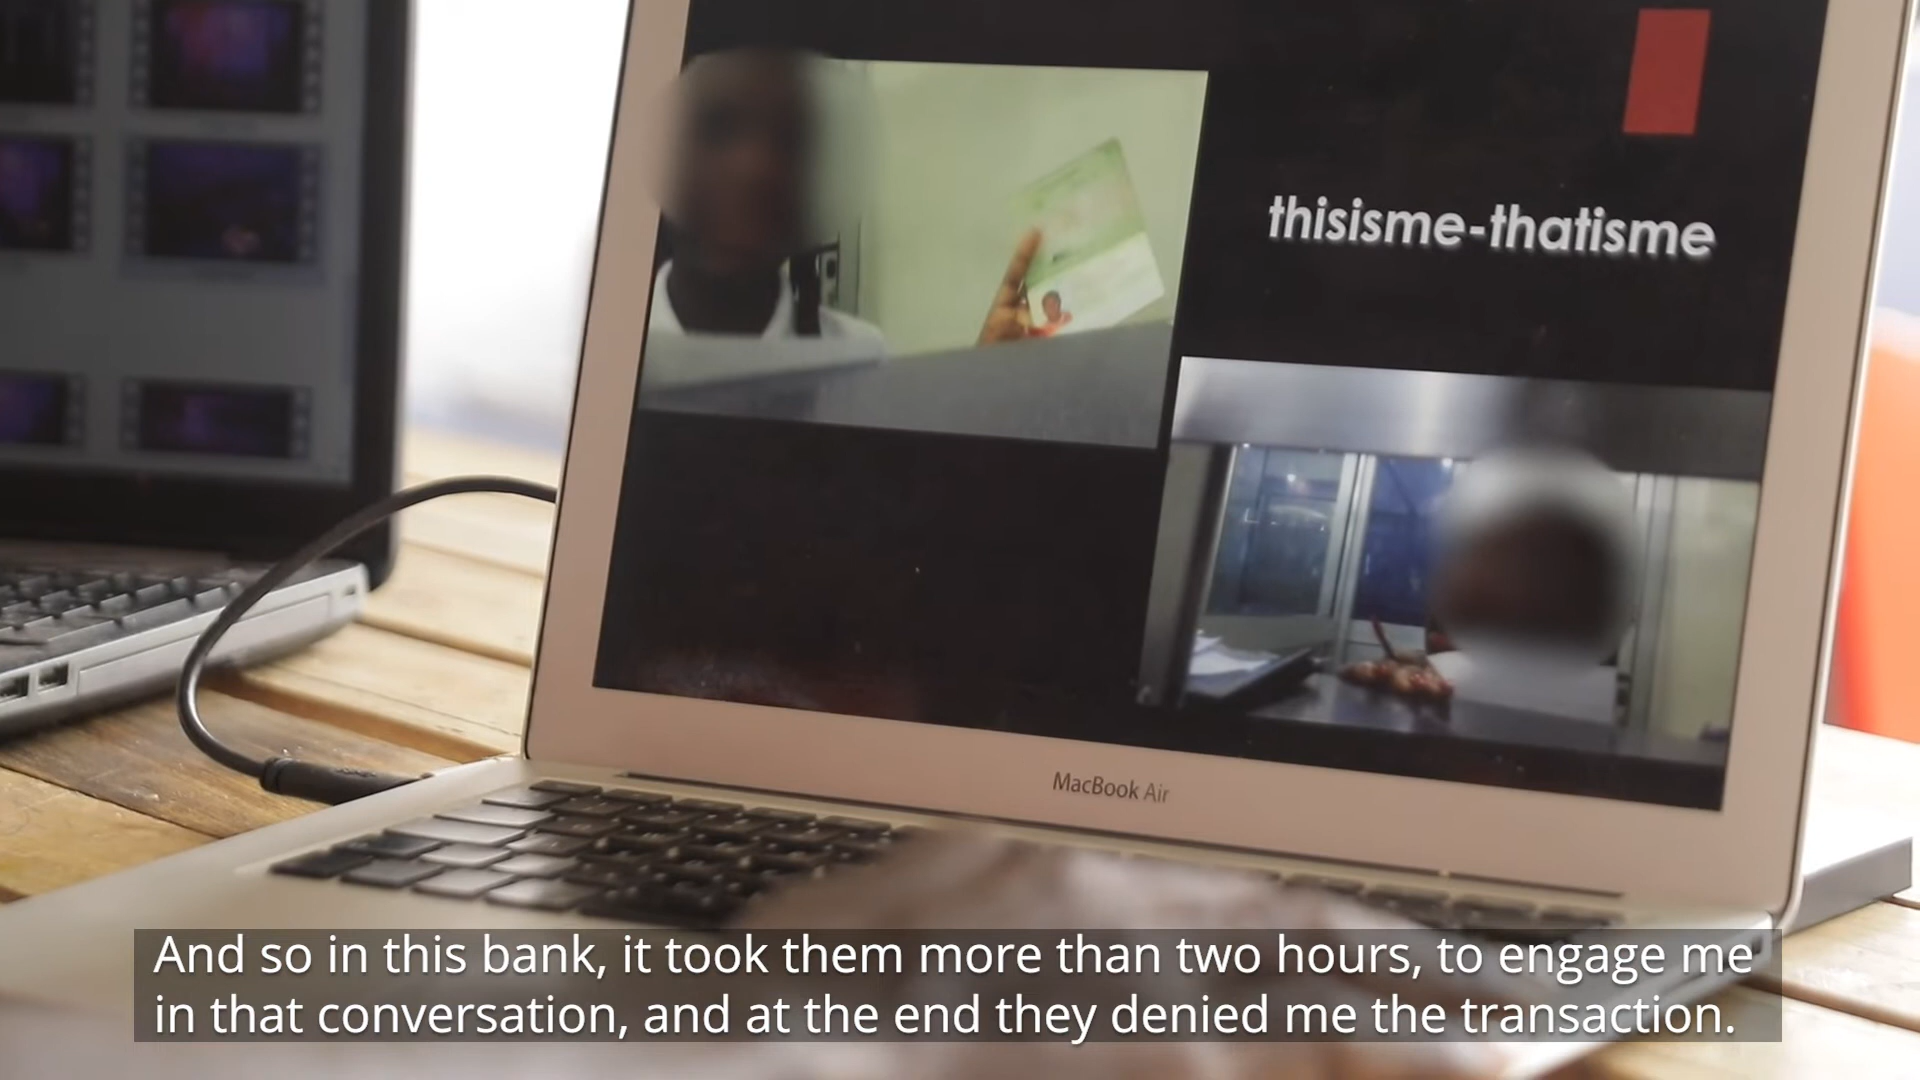 thisisme-thatisme
MacBook Air
And so in this bank, it took them more than two hours, to engage me
in that conversation, and at the end they denied me the transaction.